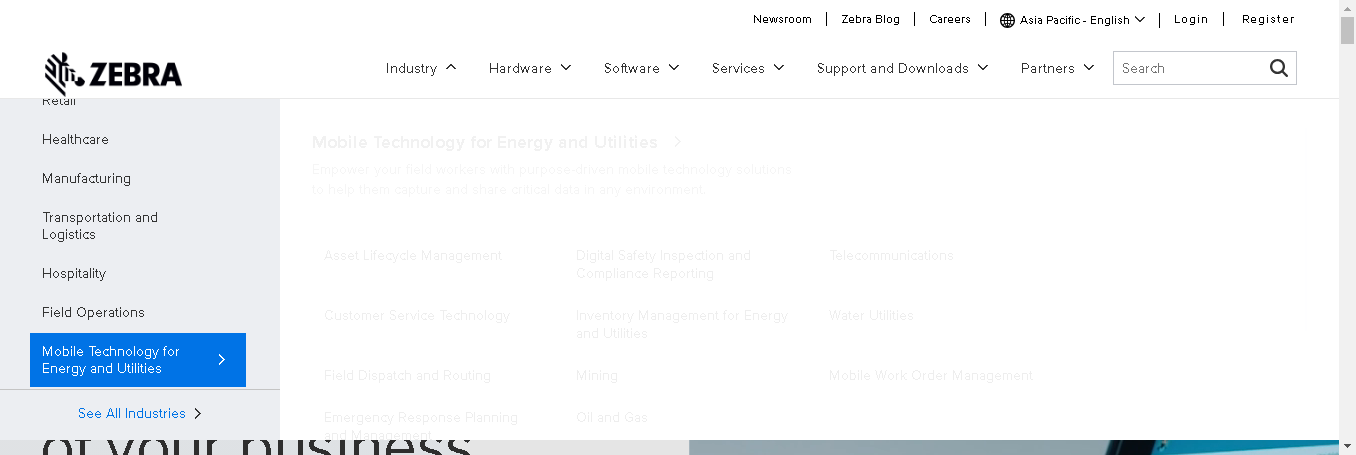 Newsroom
Zebra Blog
Careers
Asia Pacific - English
Login
Register
ZEBRA
Industry
Hardware
Software
Services
Support and Downloads
Partners
Search
Retail
Healthcare
Manufacturing
Transportation and
Logistics
Hospitality
Field Operations
Mobile Technology for
Energy and Utilities
See All Industries
Mobile Technology for Energy and Utilities
Empower your field workers with purpose-driven mobile technology solutions
to help them capture and share critical data in any environment.
Asset Lifecycle Management
Digital Safety Inspection and
Compliance Reporting
Telecommunications
Customer Service Technology
Inventory Management for Energy
and Utilities
Water Utilities
Field Dispatch and Routing
Mining
Mobile Work Order Management
Emergency Response Planning
and Management
Oil and Gas
of your business